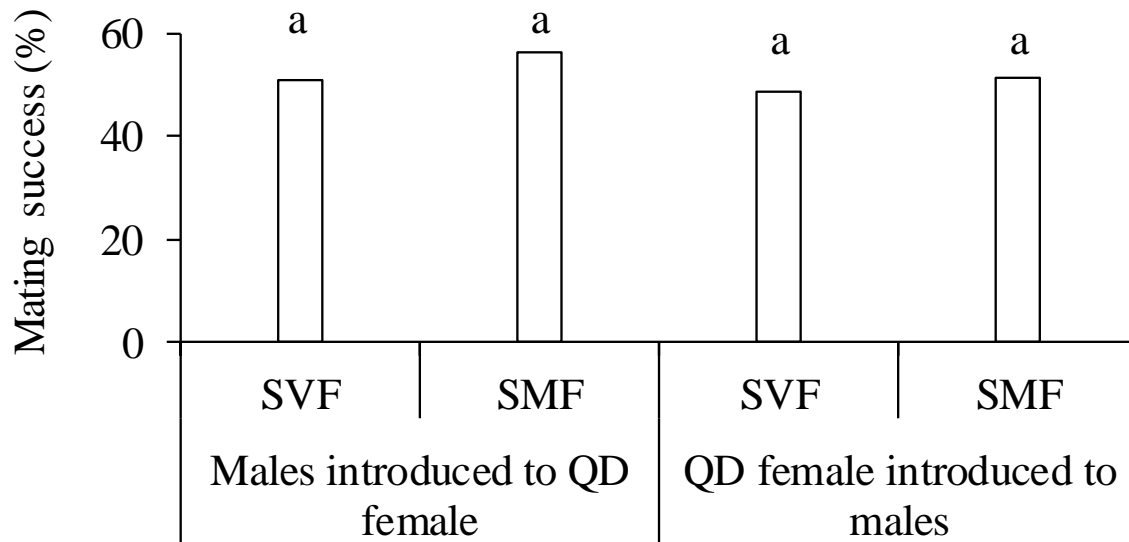 Mating success (%)
60
40
20
0
a a a a
SVF SMF SVF SMF
Males introduced to QD
female
QD female introduced to
males